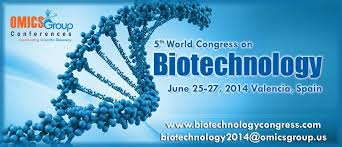 OMICS Group
Conferences
Accelerating Scientific Discovery
5th World Congress on
Biotechnology
June 25-27, 2014 Valencia, Spain
www.biotechnologycongress.com
biotechnology2014@omicsgroup.us